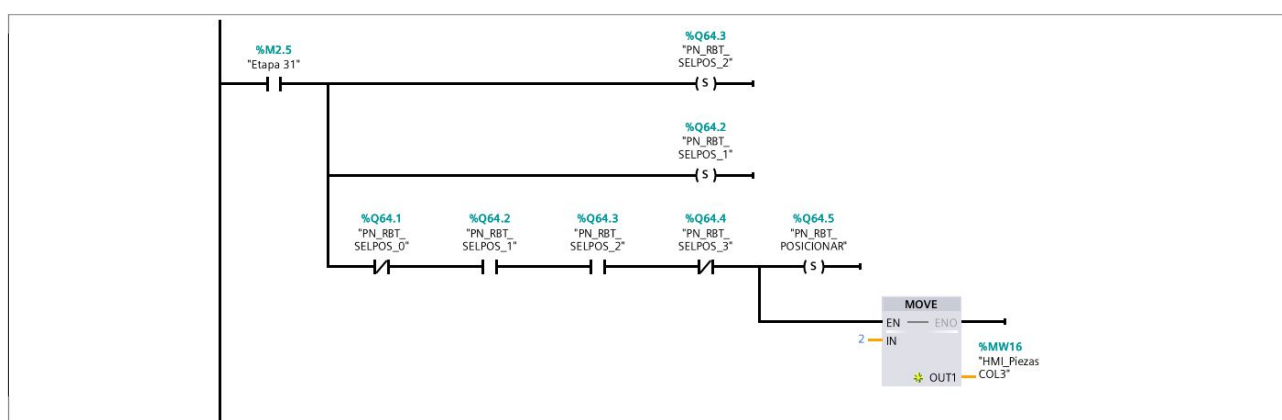 %M2.5
"Etapa 31"
%Q64.3
"PN_RBT_
SELPOS_2"
S
%Q64.2
"PN_RBT_
SELPOS_1"
S
%Q64.1
"PN_RBT_
SELPOS_0"
%Q64.2
"PN_RBT_
SELPOS_1"
%Q64.3
"PN_RBT_
SELPOS_2"
%Q64.4
"PN_RBT_
SELPOS_3"
%Q64.5
"PN_RBT_
POSICIONAR"
S
MOVE
EN ENO
2 IN
%MW16
"HMI_Piezas
OUT1 COL3"